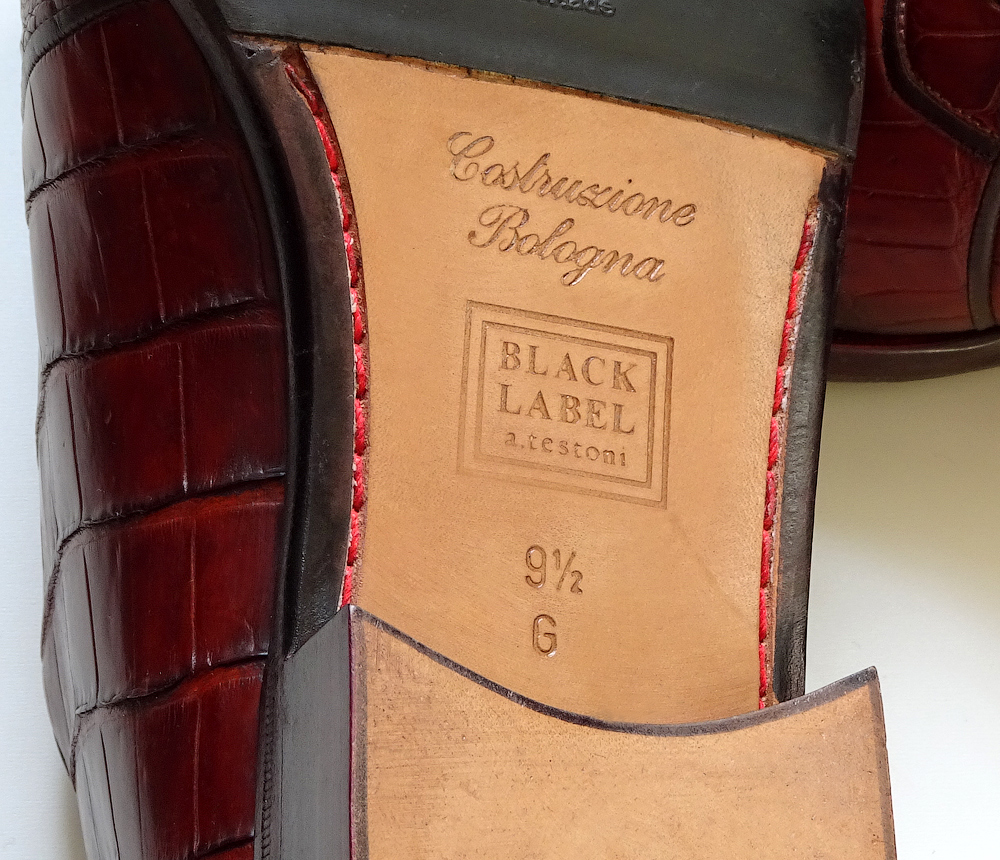 Costruzione
Bologna
BLACK
LABEL
a.testoni
9½
G